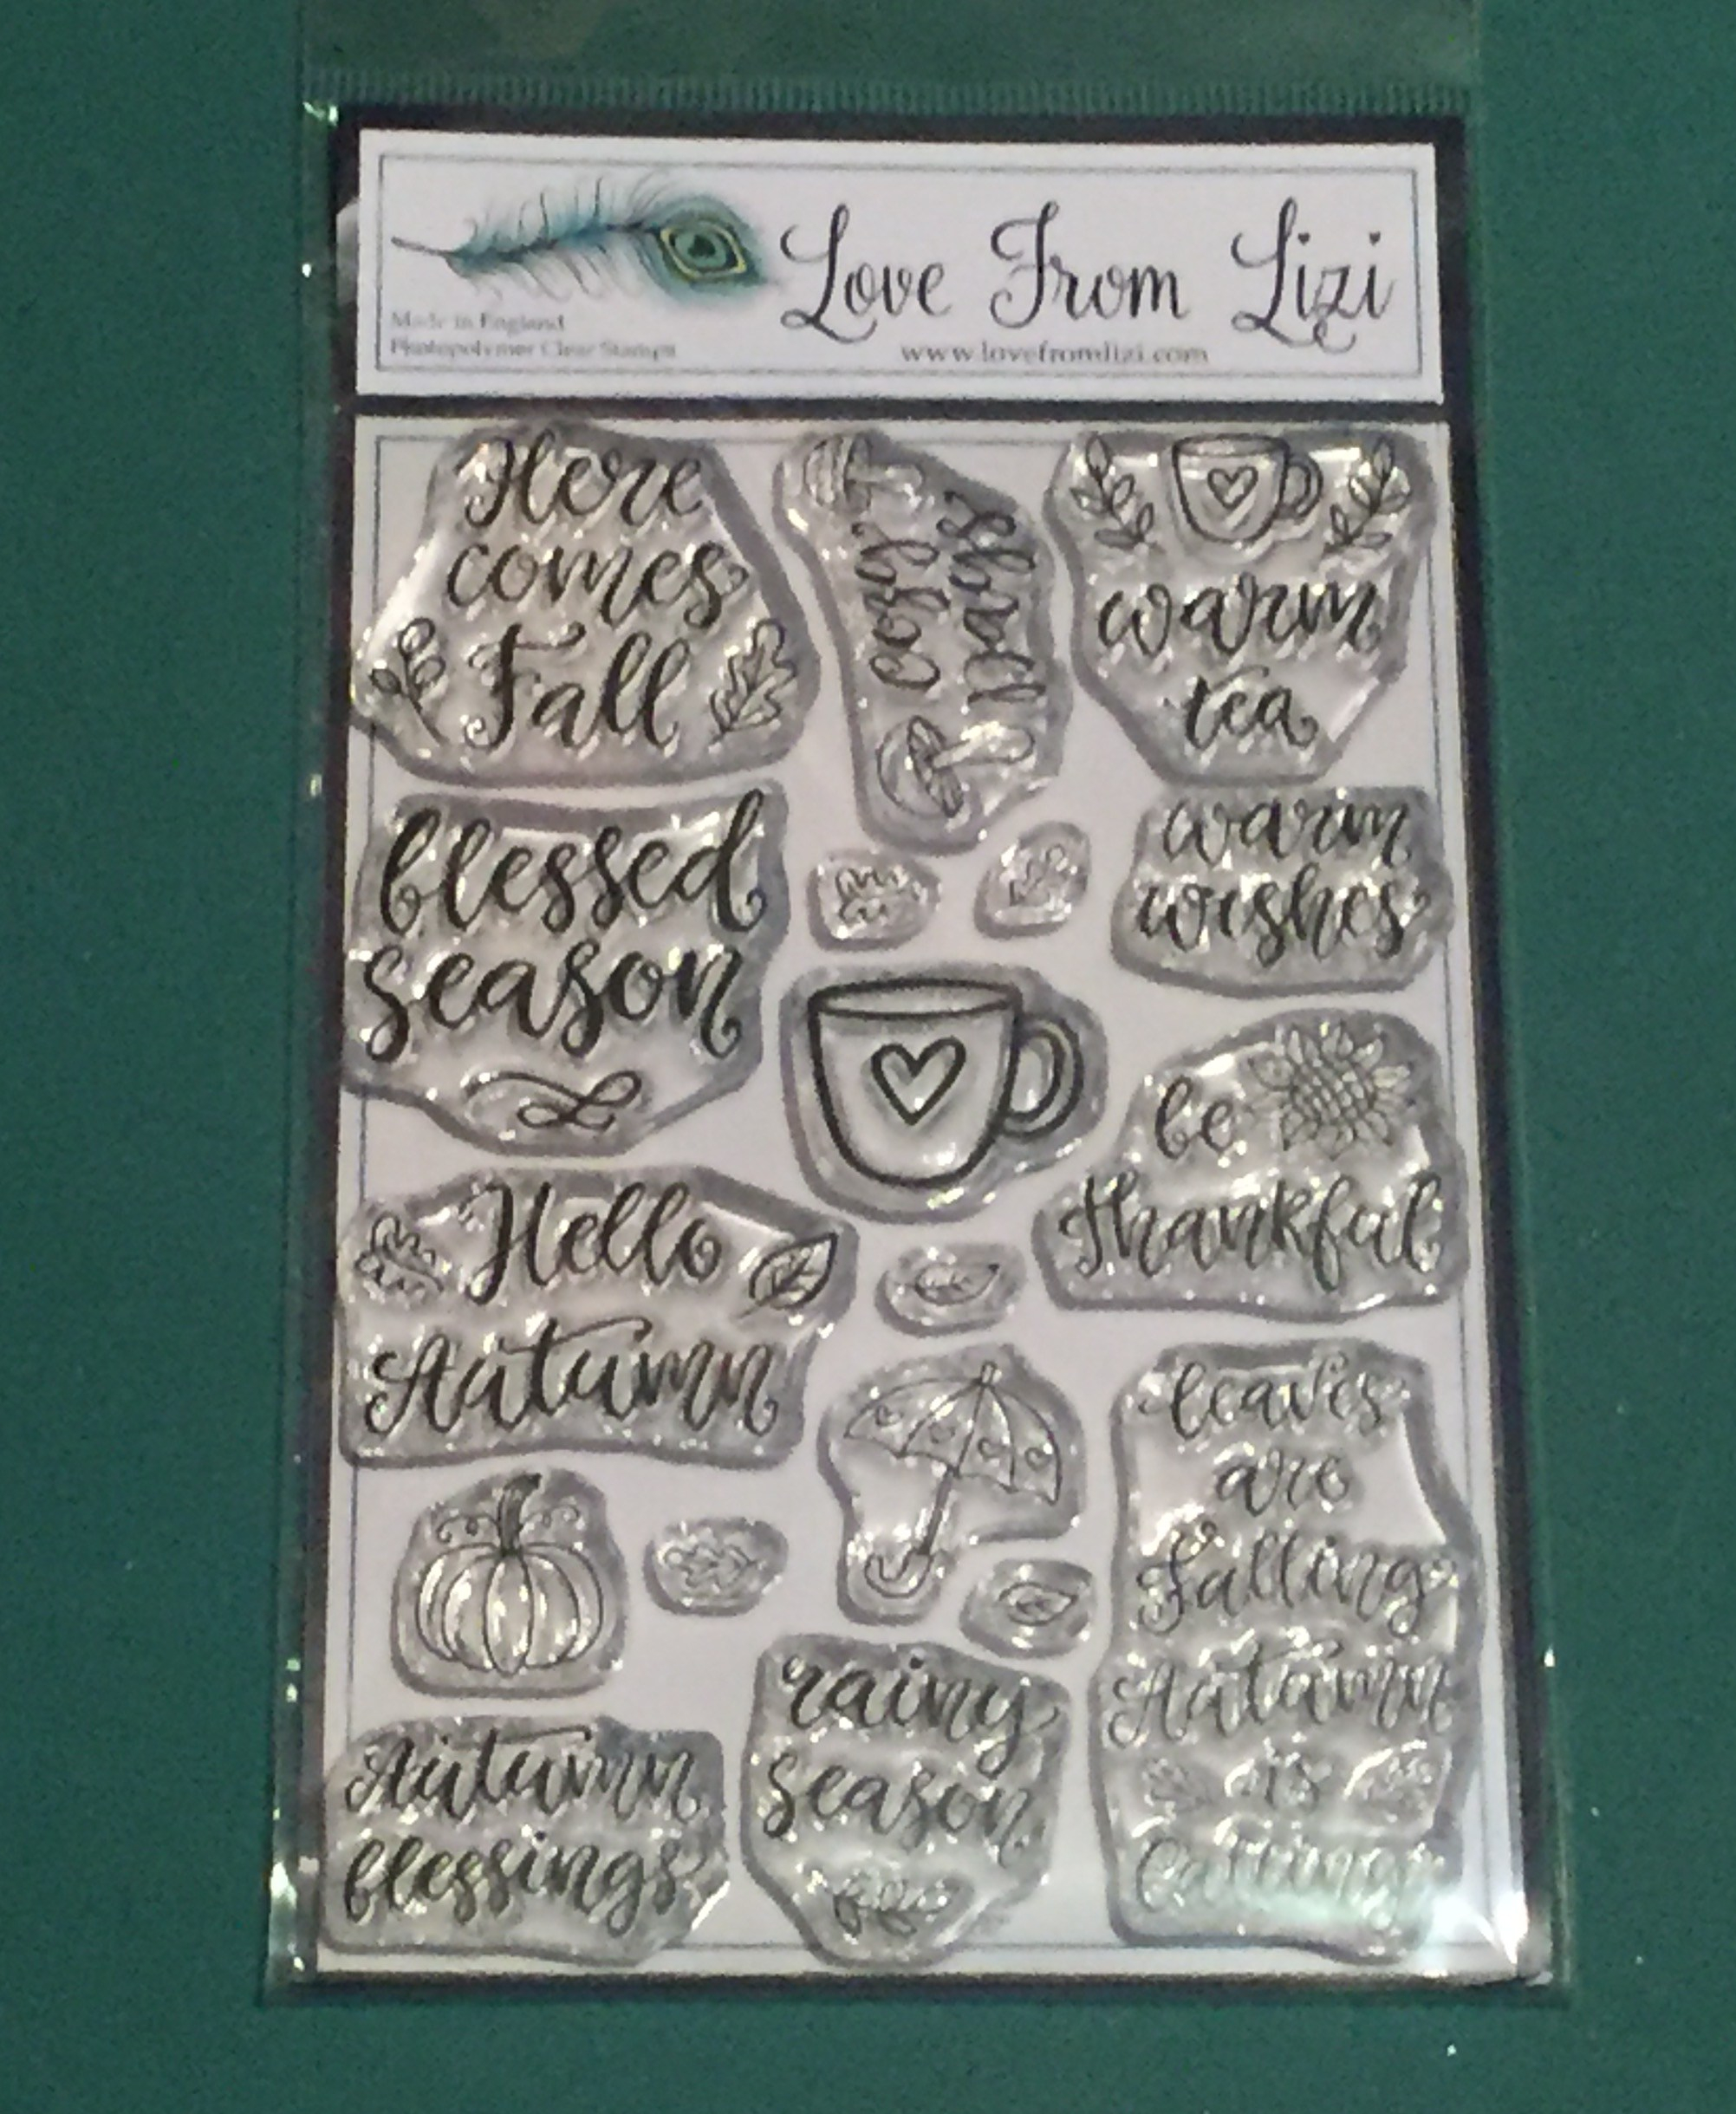 Love From Lizi
Made in England
Photopolymer Clear Stamps
www.lovefromlizi.com
Here
comes
Fall
cosy
days
warm
tea
blessed
season
warm
wishes
be
thankful
Hello
Autumn
leaves
are
falling
Autumn
is
calling
rainy
season
Autumn
blessings